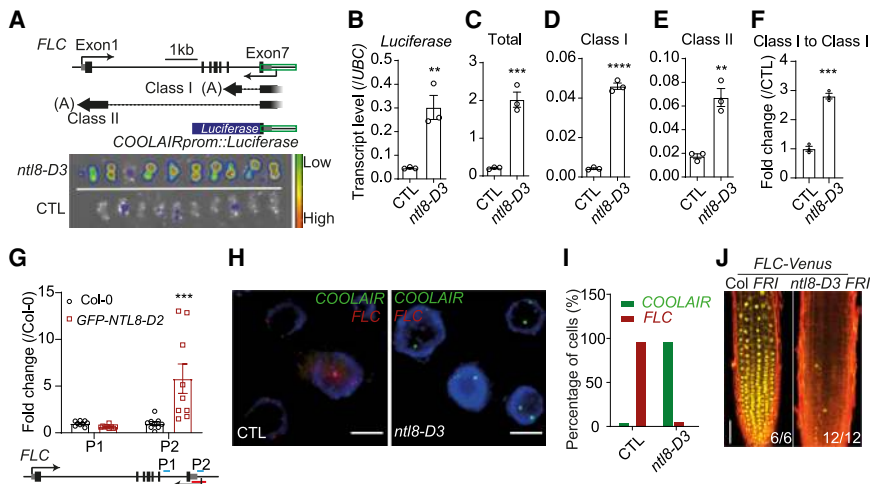 A
FLC Exon1 1kb Exon7
Class I (A)
(A)
Class II
Luciferase
COOLAIRprom::Luciferase
ntl8-D3
CTL
Low
High
B
Luciferase
Transcript level (/UBC)
0.5
0.4
0.3
0.2
0.1
0.0
**
CTL
ntl8-D3
C
Total
3
2
1
0
***
CTL
ntl8-D3
D
Class I
0.06
0.04
0.02
0.00
****
CTL
ntl8-D3
E
Class II
0.10
0.08
0.06
0.04
0.02
0.00
**
CTL
ntl8-D3
F
Class I to Class I
Fold change (/CTL)
4
3
2
1
0
***
CTL
ntl8-D3
G
Col-0
GFP-NTL8-D2
***
Fold change (/Col-0)
15
10
5
0
P1 P2
FLC
P1 P2
H
COOLAIR
FLC
CTL
COOLAIR
FLC
ntl8-D3
I
COOLAIR
FLC
Percentage of cells (%)
100
50
0
CTL
ntl8-D3
J
FLC-Venus
Col FRI ntl8-D3 FRI
6/6 12/12